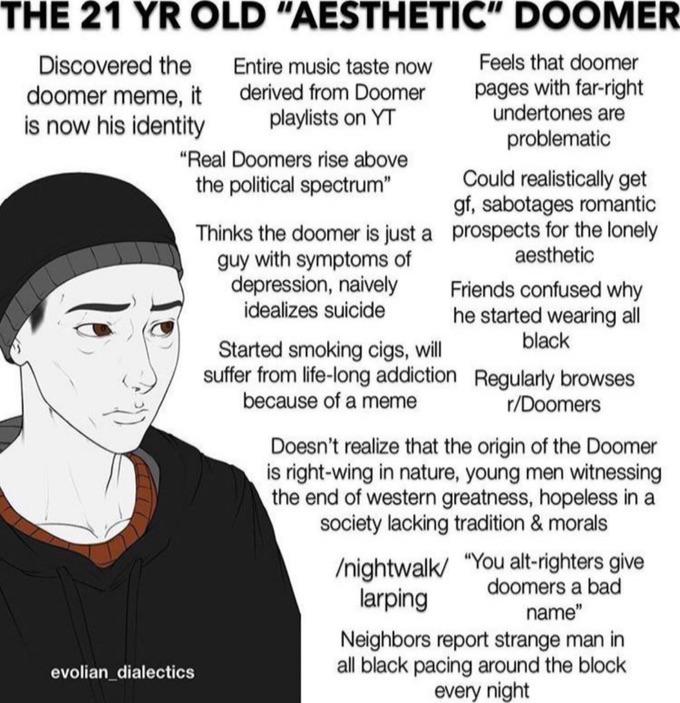 THE 21 YR OLD "AESTHETIC" DOOMER
Discovered the
doomer meme, it
is now his identity
Entire music taste now
derived from Doomer
playlists on YT
Feels that doomer
pages with far-right
undertones are
problematic
"Real Doomers rise above
the political spectrum"
Could realistically get
gf, sabotages romantic
prospects for the lonely
aesthetic
Thinks the doomer is just a
guy with symptoms of
depression, naively
idealizes suicide
Friends confused why
he started wearing all
black
Started smoking cigs, will
suffer from life-long addiction
because of a meme
Regularly browses
r/Doomers
Doesn't realize that the origin of the Doomer
is right-wing in nature, young men witnessing
the end of western greatness, hopeless in a
society lacking tradition & morals
/nightwalk/
larping
"You alt-righters give
doomers a bad
name"
Neighbors report strange man in
all black pacing around the block
every night
evolian_dialectics